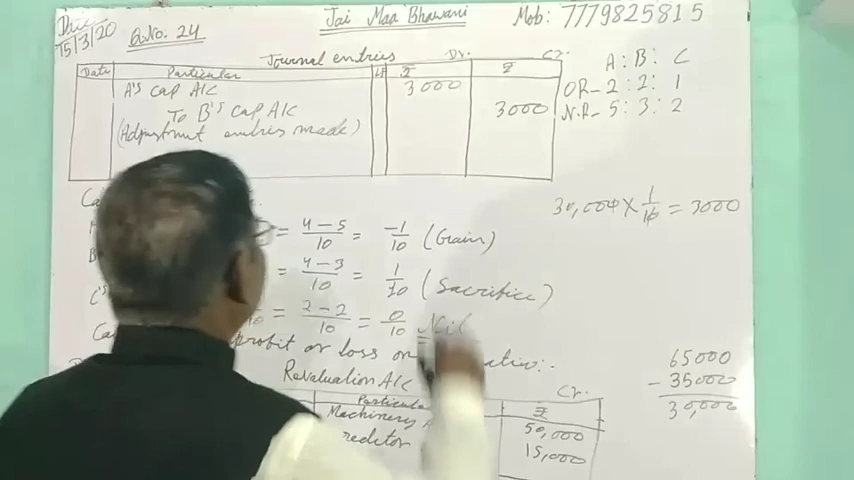 Date 15/3/20
Q.No. 24
Jai Maa Bhawani
Mob: 7779825815
Journal entries
Dr. Cr.
Date Particular LF ₹ ₹
A's cap A/C 3000
To B's cap A/C 3000
(Adjustment entries made)
A : B : C
OR - 2 : 2 : 1
N.R - 5 : 3 : 2
30,000 × 1/10 = 3000
= 4-5/10 = -1/10 (Gain)
= 4-3/10 = 1/10 (Sacrifice)
C's = 2-2/10 = 0/10 Nil
profit or loss on
Revaluation A/C
Cr.
Particular ₹
Machinery A 50,000
15,000
65000
- 35000
30,000